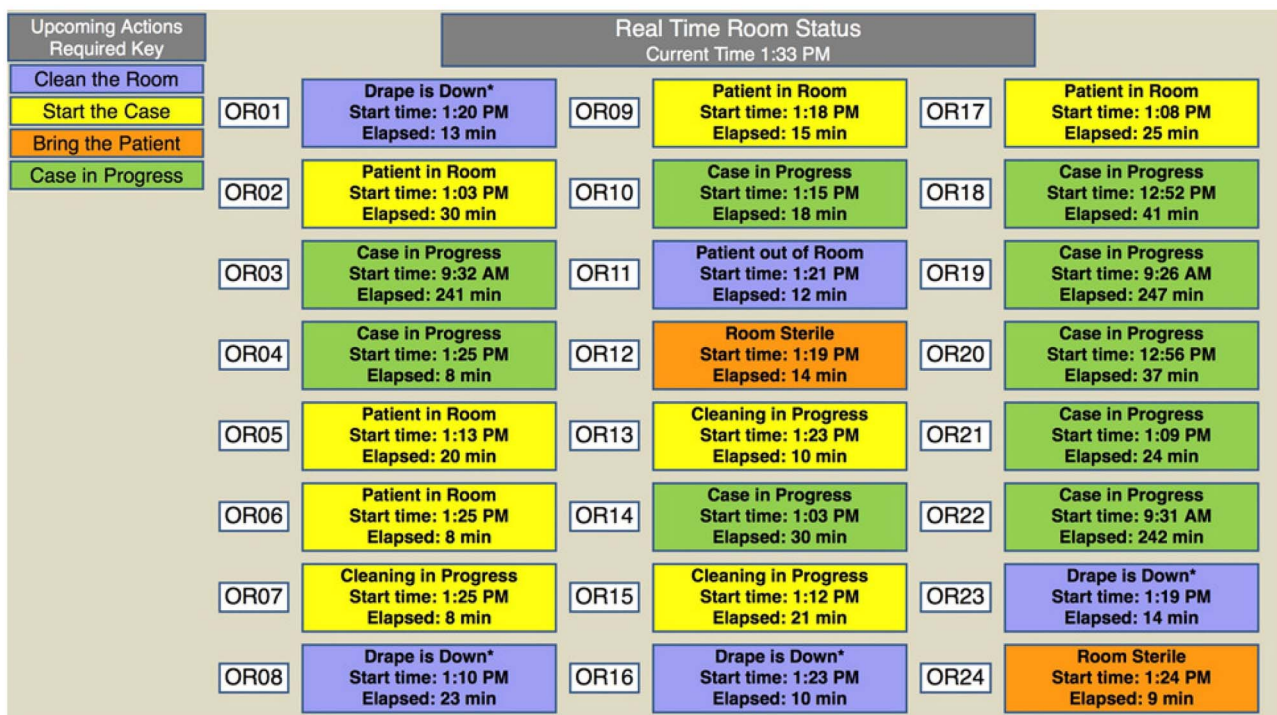 Upcoming Actions
Required Key
Clean the Room
Start the Case
Bring the Patient
Case in Progress
Real Time Room Status
Current Time 1:33 PM
OR01
Drape is Down*
Start time: 1:20 PM
Elapsed: 13 min
OR02
Patient in Room
Start time: 1:03 PM
Elapsed: 30 min
OR03
Case in Progress
Start time: 9:32 AM
Elapsed: 241 min
OR04
Case in Progress
Start time: 1:25 PM
Elapsed: 8 min
OR05
Patient in Room
Start time: 1:13 PM
Elapsed: 20 min
OR06
Patient in Room
Start time: 1:25 PM
Elapsed: 8 min
OR07
Cleaning in Progress
Start time: 1:25 PM
Elapsed: 8 min
OR08
Drape is Down*
Start time: 1:10 PM
Elapsed: 23 min
OR09
Patient in Room
Start time: 1:18 PM
Elapsed: 15 min
OR10
Case in Progress
Start time: 1:15 PM
Elapsed: 18 min
OR11
Patient out of Room
Start time: 1:21 PM
Elapsed: 12 min
OR12
Room Sterile
Start time: 1:19 PM
Elapsed: 14 min
OR13
Cleaning in Progress
Start time: 1:23 PM
Elapsed: 10 min
OR14
Case in Progress
Start time: 1:03 PM
Elapsed: 30 min
OR15
Cleaning in Progress
Start time: 1:12 PM
Elapsed: 21 min
OR16
Drape is Down*
Start time: 1:23 PM
Elapsed: 10 min
OR17
Patient in Room
Start time: 1:08 PM
Elapsed: 25 min
OR18
Case in Progress
Start time: 12:52 PM
Elapsed: 41 min
OR19
Case in Progress
Start time: 9:26 AM
Elapsed: 247 min
OR20
Case in Progress
Start time: 12:56 PM
Elapsed: 37 min
OR21
Case in Progress
Start time: 1:09 PM
Elapsed: 24 min
OR22
Case in Progress
Start time: 9:31 AM
Elapsed: 242 min
OR23
Drape is Down*
Start time: 1:19 PM
Elapsed: 14 min
OR24
Room Sterile
Start time: 1:24 PM
Elapsed: 9 min